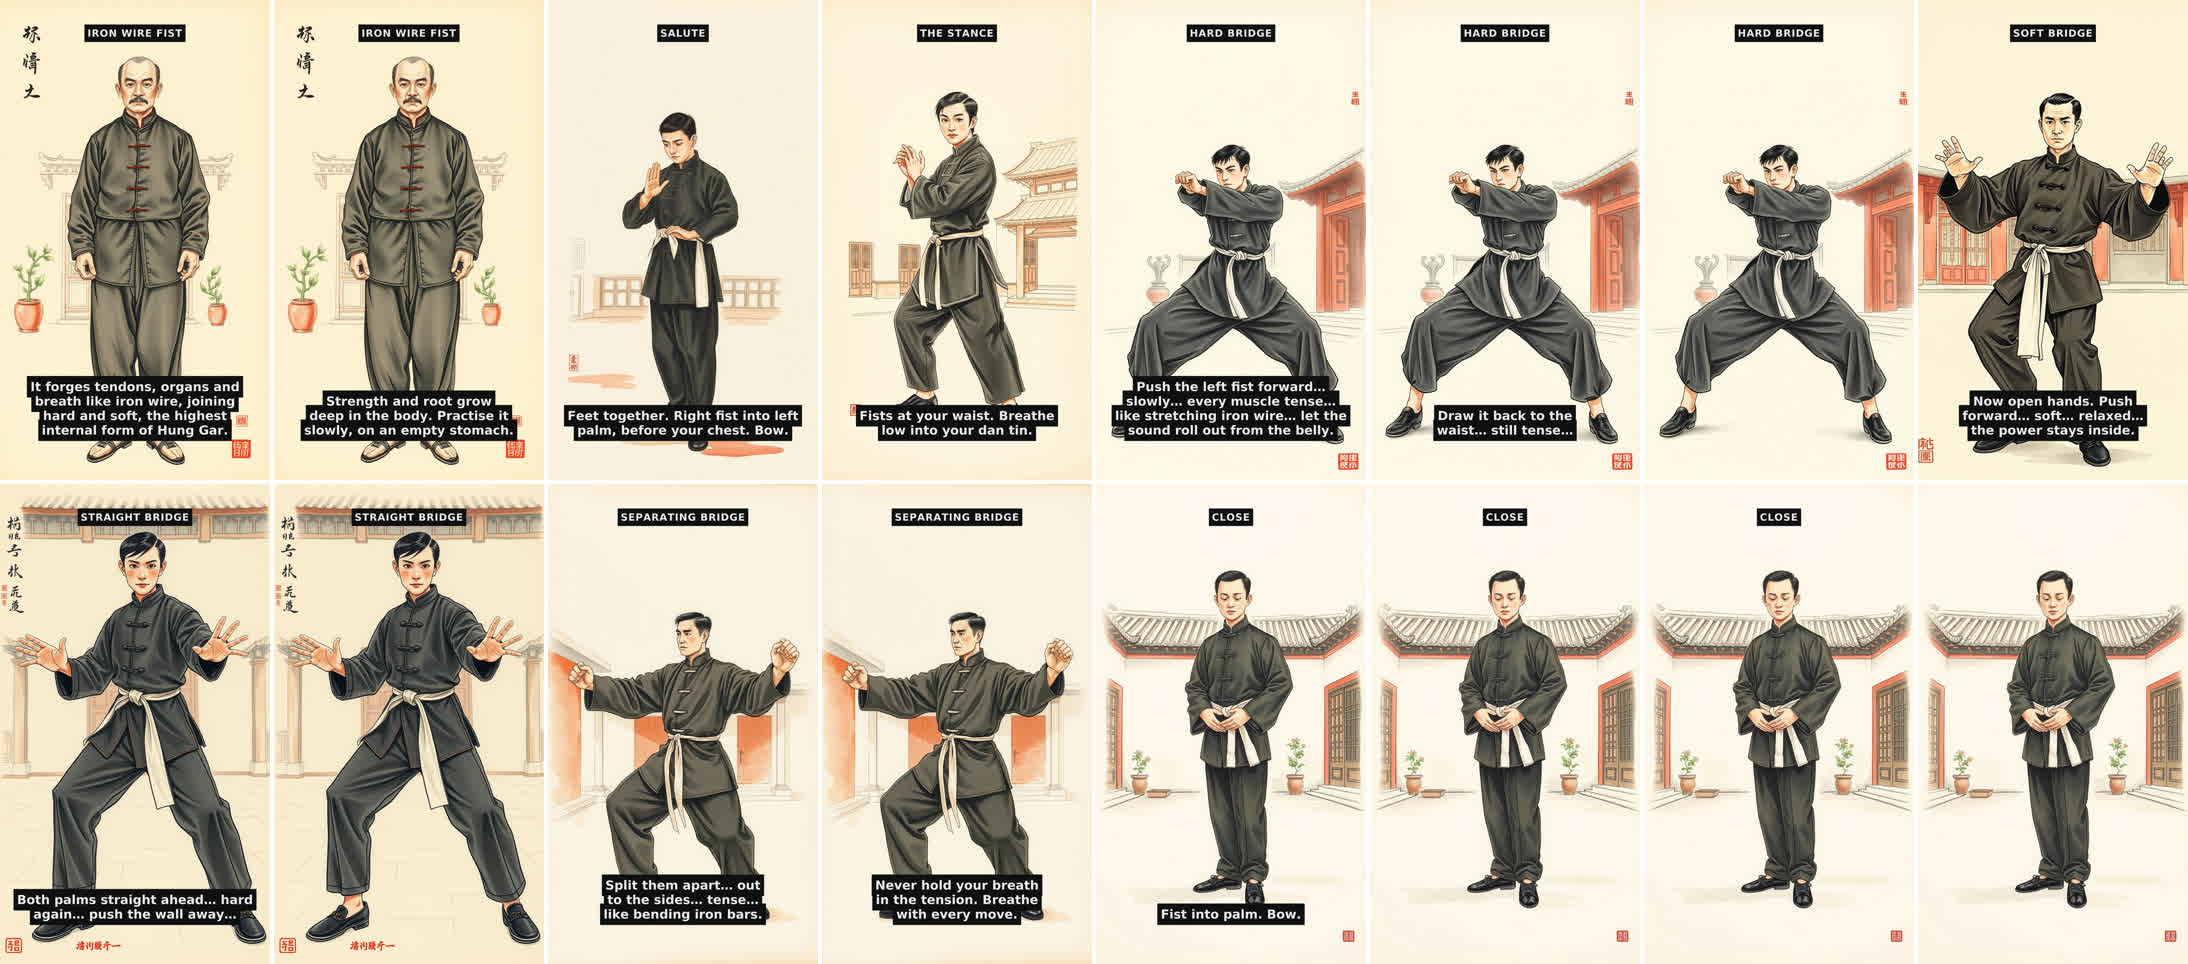 IRON WIRE FIST
It forges tendons, organs and
breath like iron wire, joining
hard and soft, the highest
internal form of Hung Gar.
IRON WIRE FIST
Strength and root grow
deep in the body. Practise it
slowly, on an empty stomach.
SALUTE
Feet together. Right fist into left
palm, before your chest. Bow.
THE STANCE
Fists at your waist. Breathe
low into your dan tin.
HARD BRIDGE
Push the left fist forward...
slowly... every muscle tense...
like stretching iron wire... let the
sound roll out from the belly.
HARD BRIDGE
Draw it back to the
waist... still tense...
HARD BRIDGE
SOFT BRIDGE
Now open hands. Push
forward... soft... relaxed...
the power stays inside.
STRAIGHT BRIDGE
Both palms straight ahead... hard
again... push the wall away...
STRAIGHT BRIDGE
SEPARATING BRIDGE
Split them apart... out
to the sides... tense...
like bending iron bars.
SEPARATING BRIDGE
Never hold your breath
in the tension. Breathe
with every move.
CLOSE
Fist into palm. Bow.
CLOSE
CLOSE